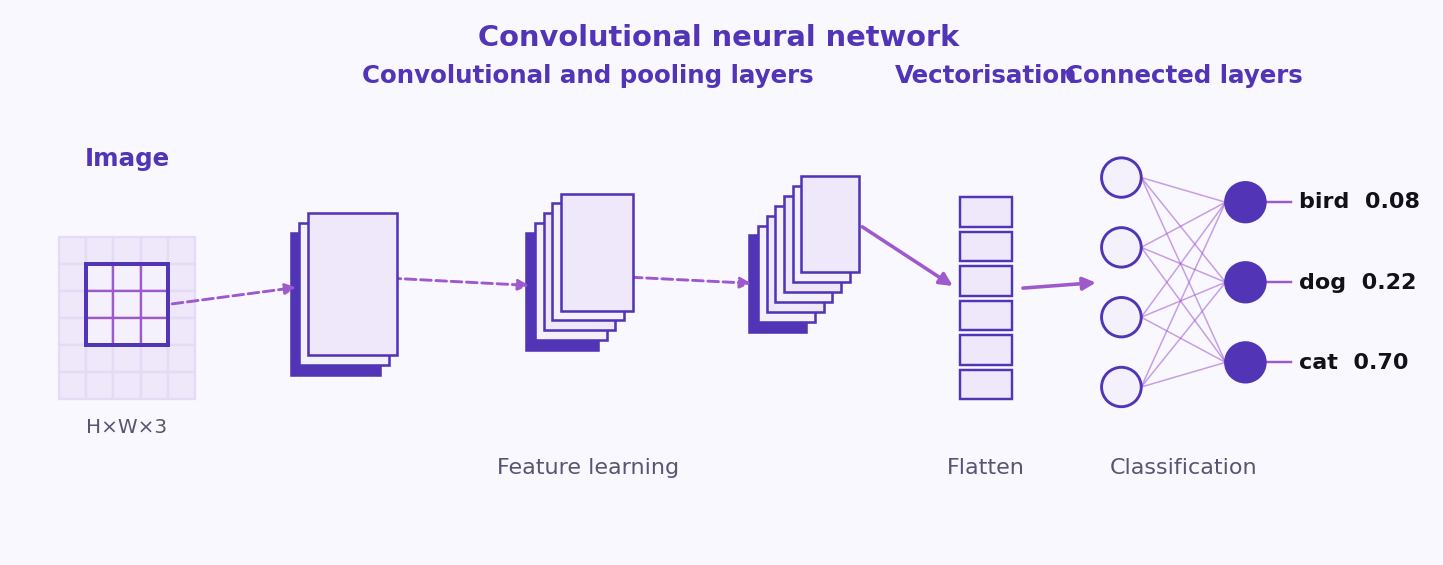 Convolutional neural network
Convolutional and pooling layers
Vectorisation
Connected layers
Image
bird 0.08
dog 0.22
cat 0.70
H×W×3
Feature learning
Flatten
Classification